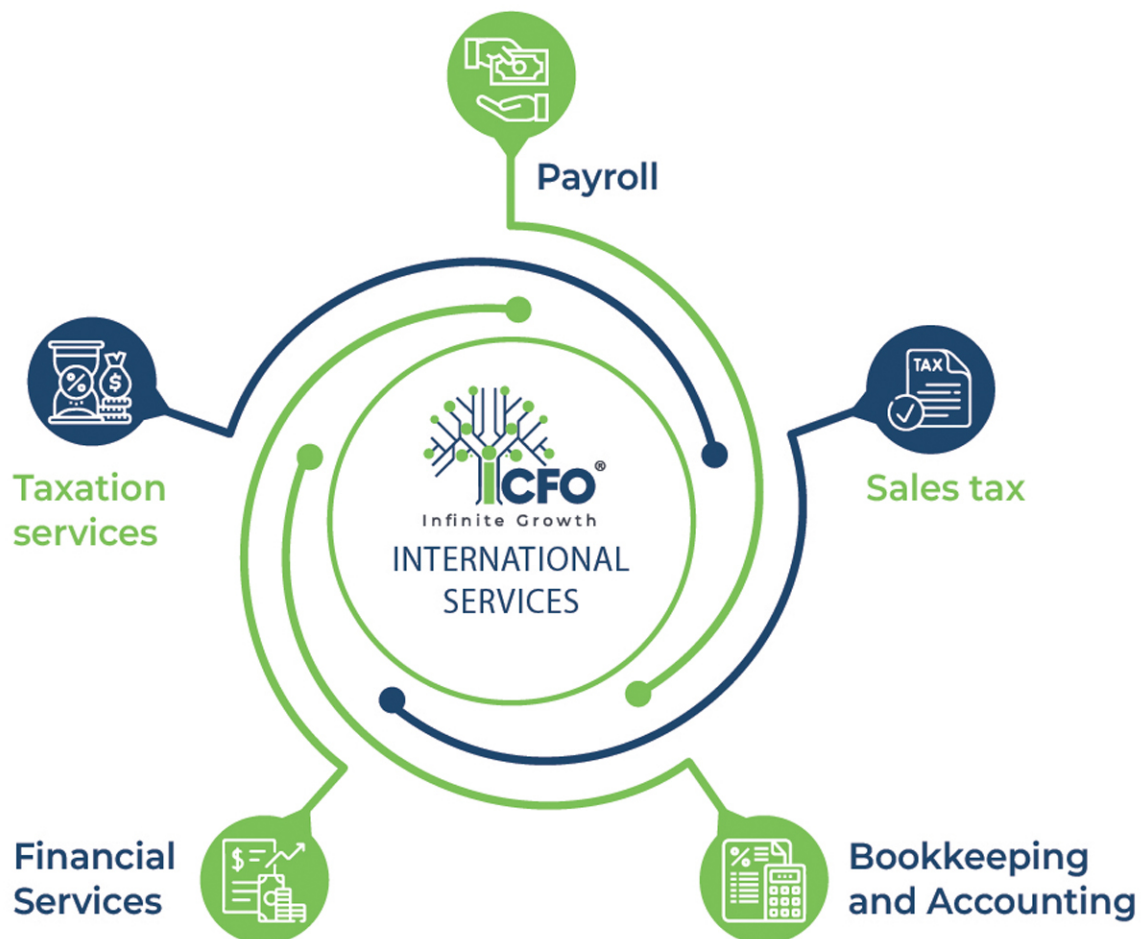 Payroll
TAX
Taxation
services
Sales tax
iCFO®
Infinite Growth
INTERNATIONAL
SERVICES
Financial
Services
Bookkeeping
and Accounting